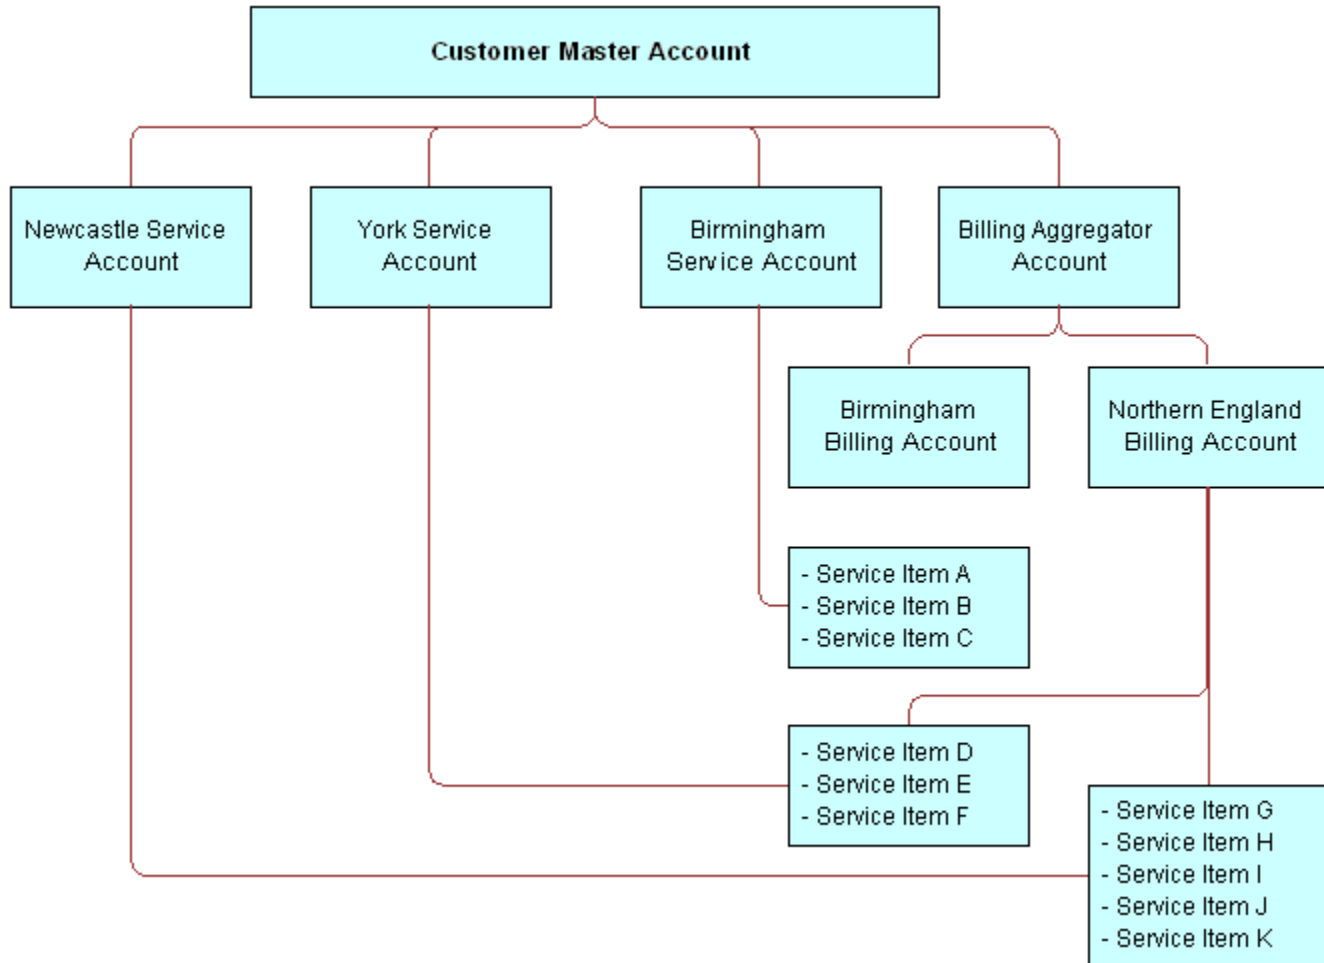 Customer Master Account
Newcastle Service
Account
York Service
Account
Birmingham
Service Account
Billing Aggregator
Account
Birmingham
Billing Account
Northern England
Billing Account
- Service Item A
- Service Item B
- Service Item C
- Service Item D
- Service Item E
- Service Item F
- Service Item G
- Service Item H
- Service Item I
- Service Item J
- Service Item K